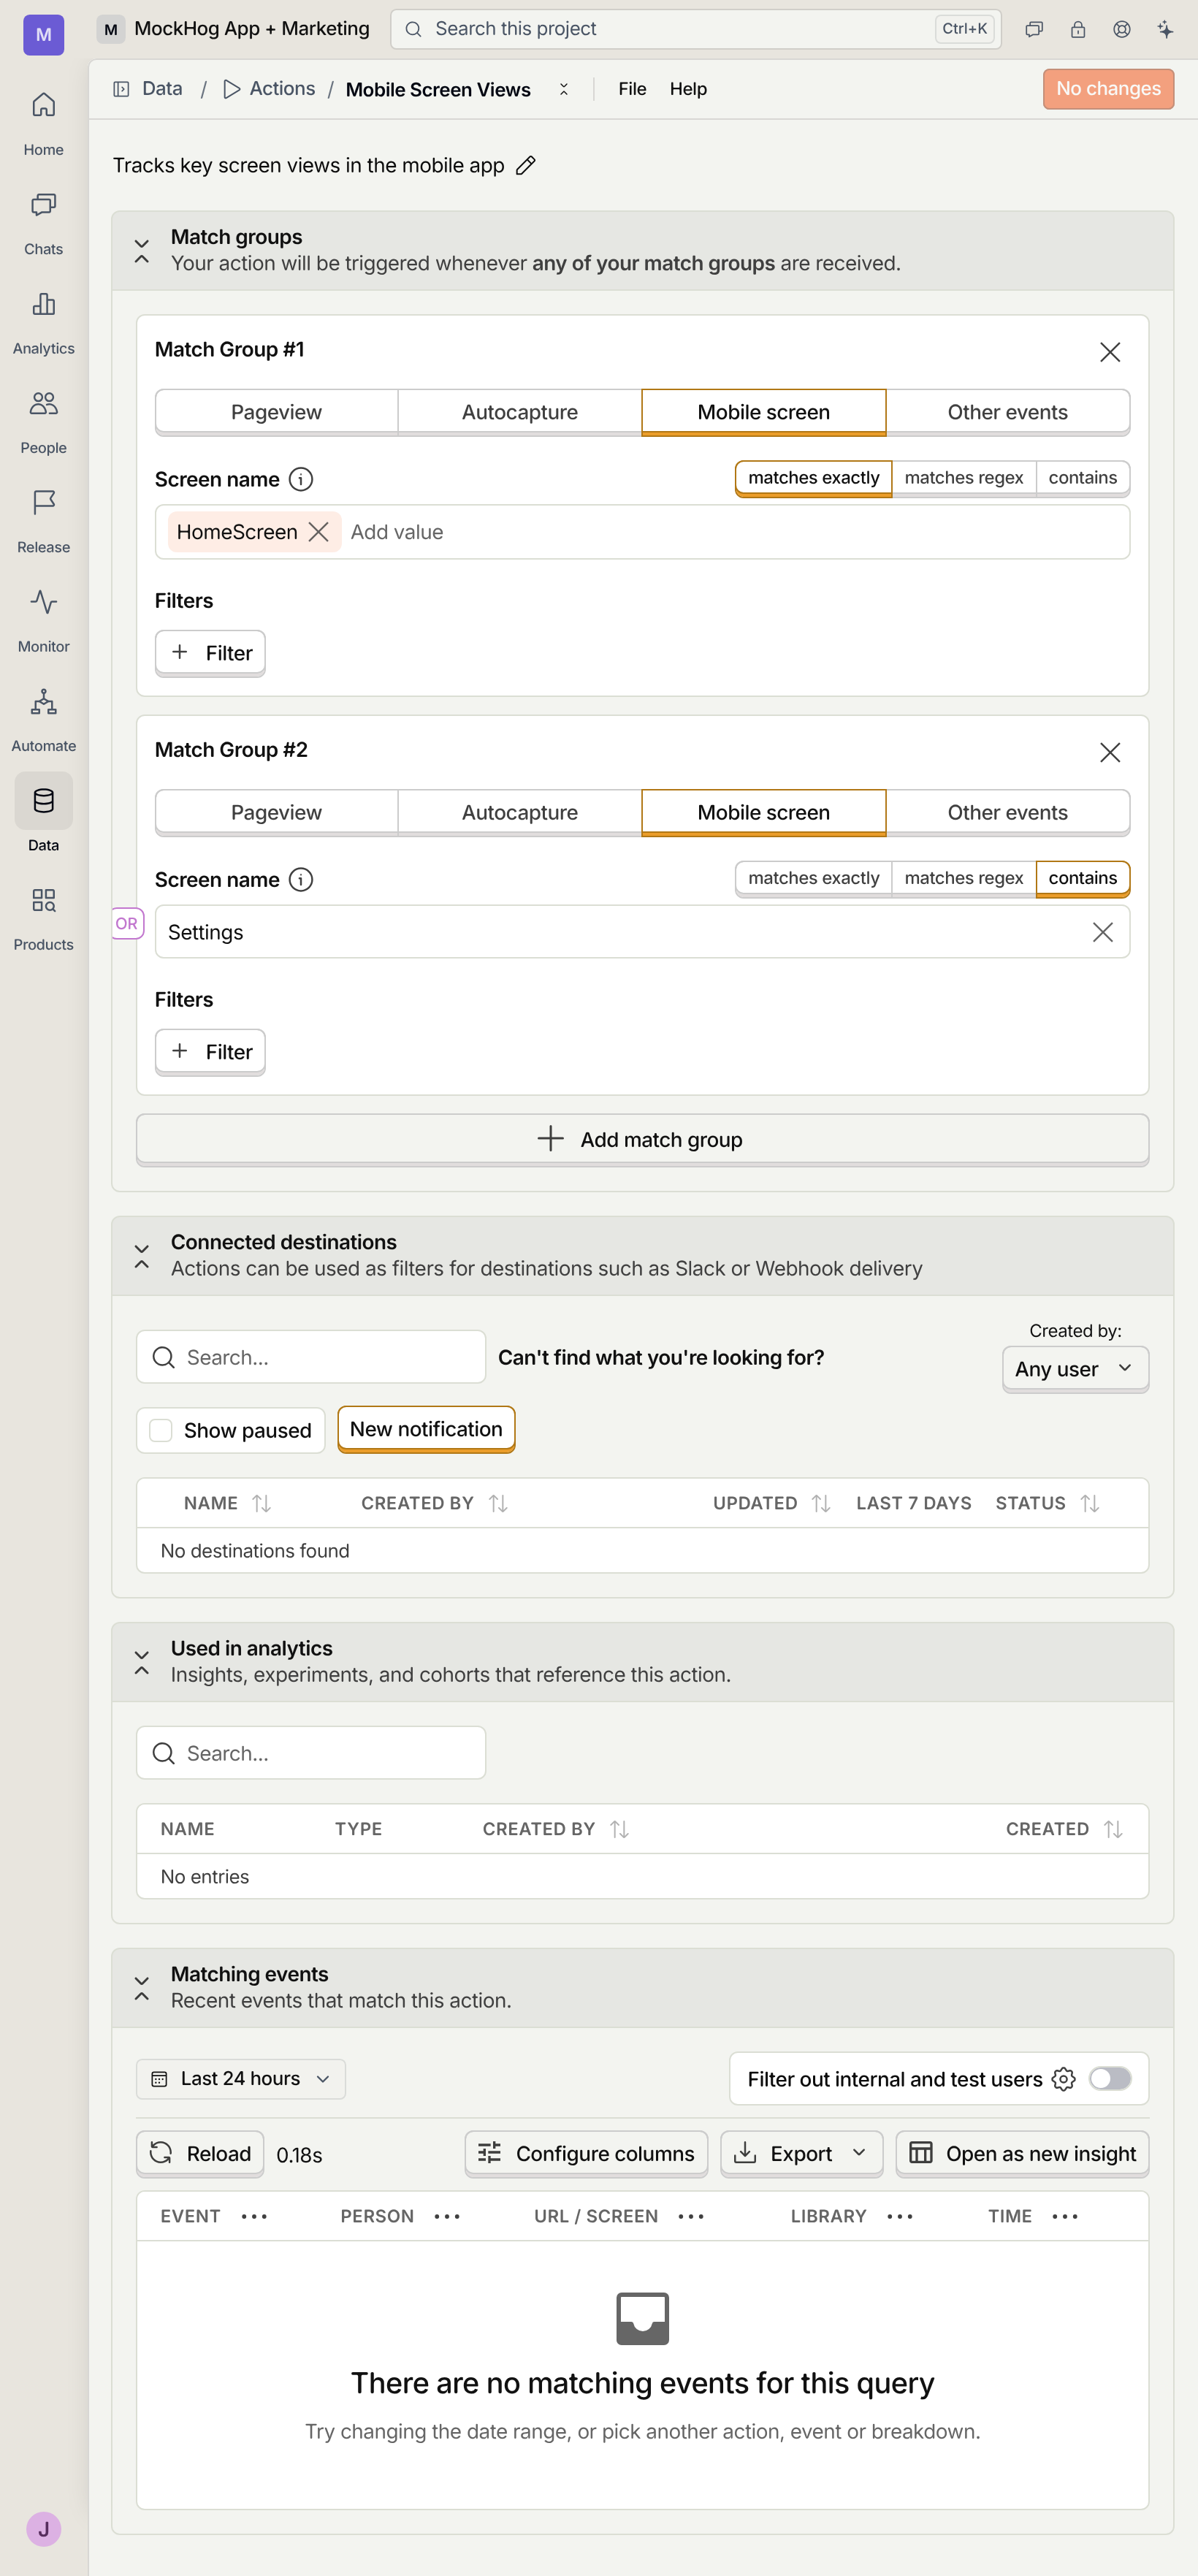 M
M MockHog App + Marketing
Search this project
Ctrl+K
Home
Chats
Analytics
People
Release
Monitor
Automate
Data
Products
J
Data / Actions / Mobile Screen Views
File
Help
No changes
Tracks key screen views in the mobile app
Match groups
Your action will be triggered whenever any of your match groups are received.
Match Group #1
Pageview
Autocapture
Mobile screen
Other events
Screen name
matches exactly
matches regex
contains
HomeScreen
Add value
Filters
Filter
OR
Match Group #2
Pageview
Autocapture
Mobile screen
Other events
Screen name
matches exactly
matches regex
contains
Settings
Filters
Filter
Add match group
Connected destinations
Actions can be used as filters for destinations such as Slack or Webhook delivery
Search...
Can't find what you're looking for?
Created by:
Any user
Show paused
New notification
NAME
CREATED BY
UPDATED
LAST 7 DAYS
STATUS
No destinations found
Used in analytics
Insights, experiments, and cohorts that reference this action.
Search...
NAME
TYPE
CREATED BY
CREATED
No entries
Matching events
Recent events that match this action.
Last 24 hours
Filter out internal and test users
Reload
0.18s
Configure columns
Export
Open as new insight
EVENT
PERSON
URL / SCREEN
LIBRARY
TIME
There are no matching events for this query
Try changing the date range, or pick another action, event or breakdown.